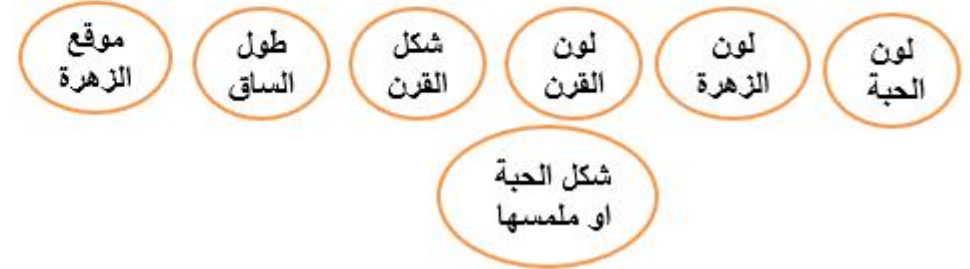 لون
الحبة
لون
الزهرة
لون
القرن
شكل
القرن
طول
الساق
موقع
الزهرة
شكل الحبة
او ملمسها